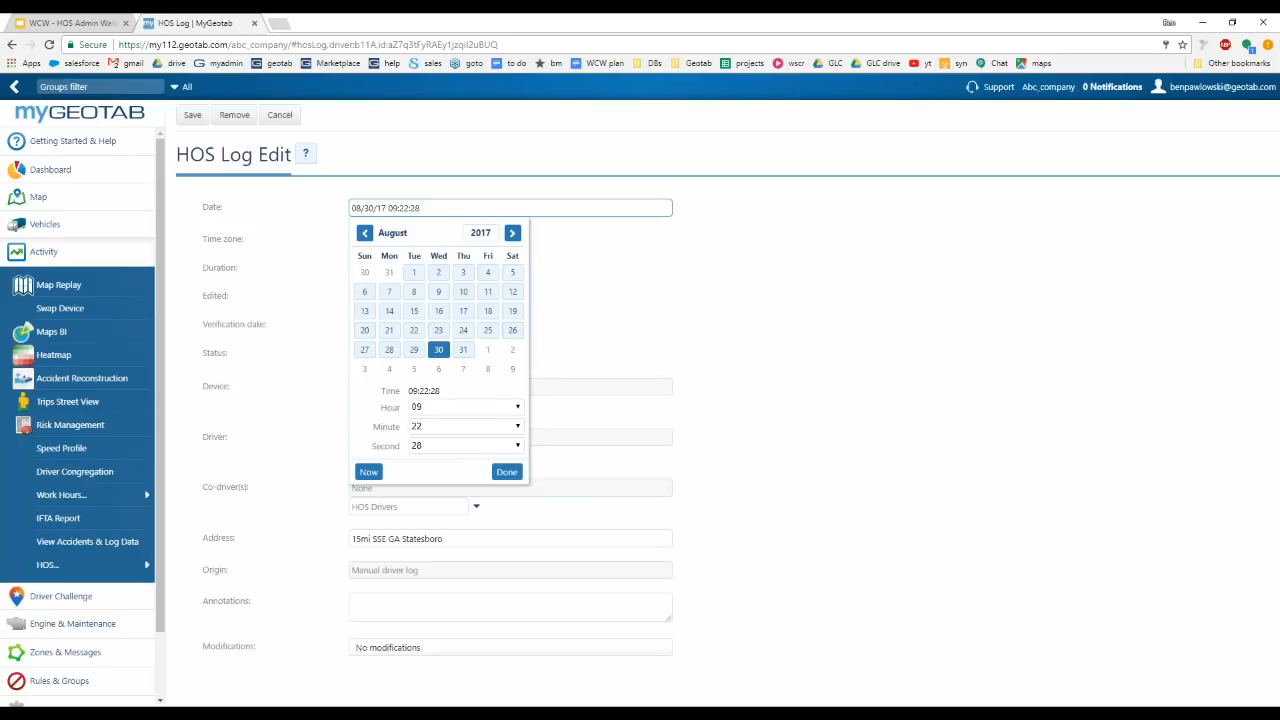 WCW - HOS Admin Wal
HOS Log | MyGeotab
Secure https://my112.geotab.com/abc_company/#hosLog,driver:b11A,id:aZ7q3tFyRAEy1jzqiI2uBUQ
Apps salesforce gmail drive myadmin geotab Marketplace help sales goto to do bm WCW plan DBs Geotab projects wscr GLC GLC drive yt syn Chat maps Other bookmarks
Groups filter All Support Abc_company 0 Notifications benpawlowski@geotab.com
myGEOTAB
Save Remove Cancel
Getting Started & Help
HOS Log Edit ?
Dashboard
Map
Vehicles
Activity
Map Replay
Swap Device
Maps BI
Heatmap
Accident Reconstruction
Trips Street View
Risk Management
Speed Profile
Driver Congregation
Work Hours...
IFTA Report
View Accidents & Log Data
HOS...
Driver Challenge
Engine & Maintenance
Zones & Messages
Rules & Groups
Date: 08/30/17 09:22:28
Time zone:
Duration:
Edited:
Verification date:
Status:
Device:
Driver:
August 2017
Sun Mon Tue Wed Thu Fri Sat
30 31 1 2 3 4 5
6 7 8 9 10 11 12
13 14 15 16 17 18 19
20 21 22 23 24 25 26
27 28 29 30 31 1 2
3 4 5 6 7 8 9
Time 09:22:28
Hour 09
Minute 22
Second 28
Now Done
Co-driver(s): None
HOS Drivers
Address: 15mi SSE GA Statesboro
Origin: Manual driver log
Annotations:
Modifications: No modifications